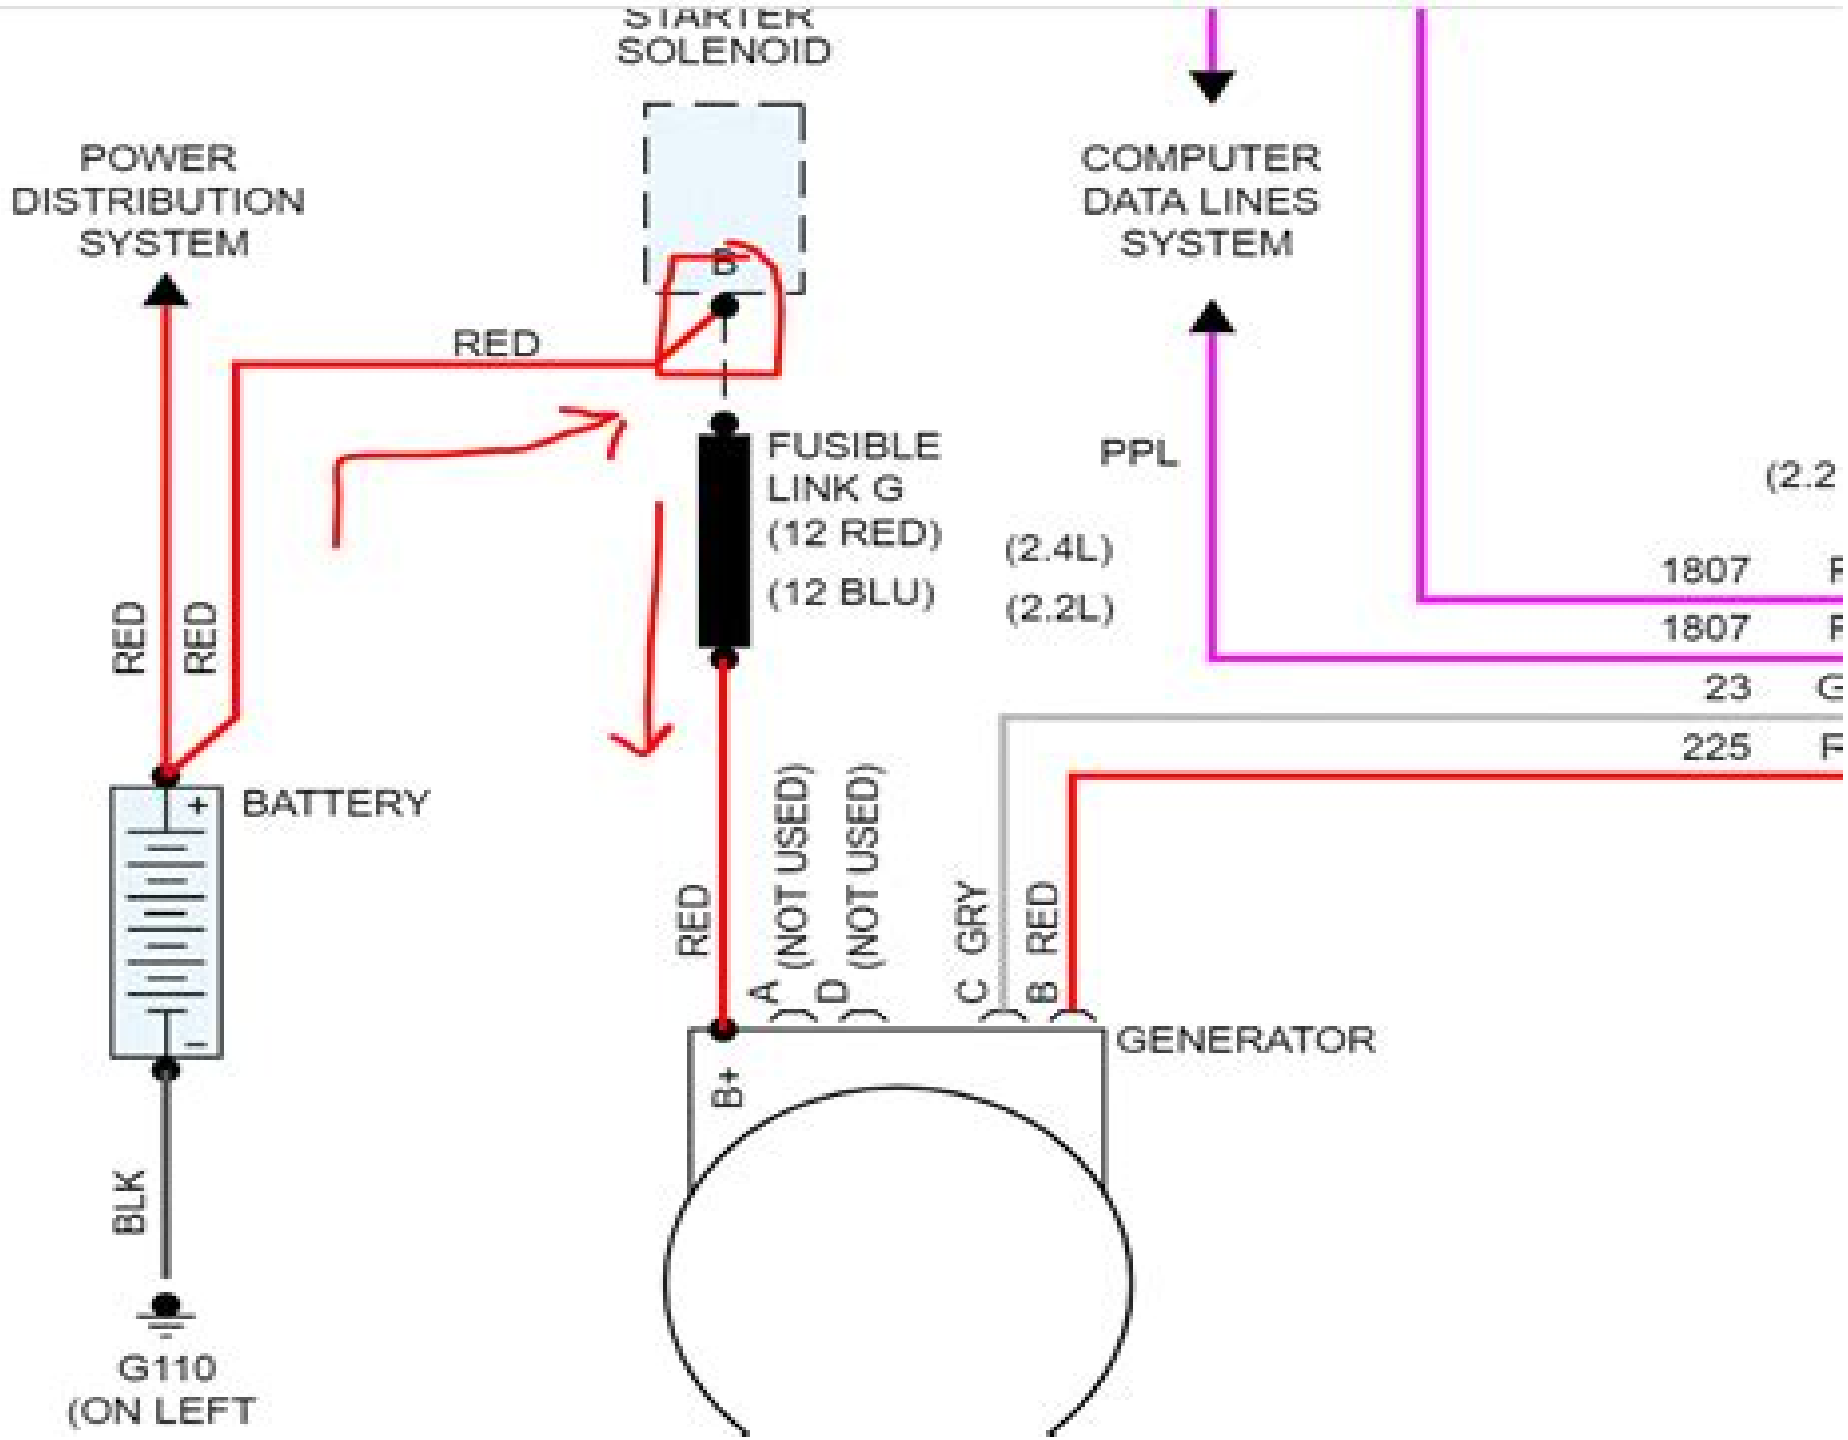 STARTER
SOLENOID
POWER
DISTRIBUTION
SYSTEM
B
RED
COMPUTER
DATA LINES
SYSTEM
FUSIBLE
LINK G
(12 RED)
(12 BLU)
(2.4L)
(2.2L)
PPL
(2.2
1807
1807
23
G
225
RED
RED
+
BATTERY
RED
A
(NOT USED)
D
(NOT USED)
C GRY
B RED
GENERATOR
B+
BLK
G110
(ON LEFT